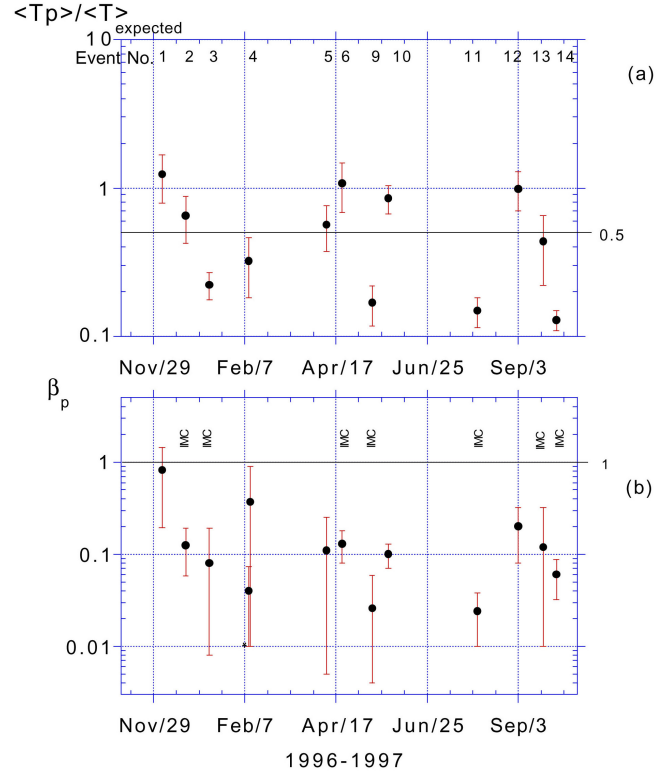 <Tp>/<T>expected
10
Event No. 1 2 3 4 5 6 9 10 11 12 13 14
(a)
1
0.5
0.1
Nov/29 Feb/7 Apr/17 Jun/25 Sep/3
βp
IMC IMC IMC IMC IMC IMC IMC
1 1
(b)
0.1
0.01
*
Nov/29 Feb/7 Apr/17 Jun/25 Sep/3
1996-1997